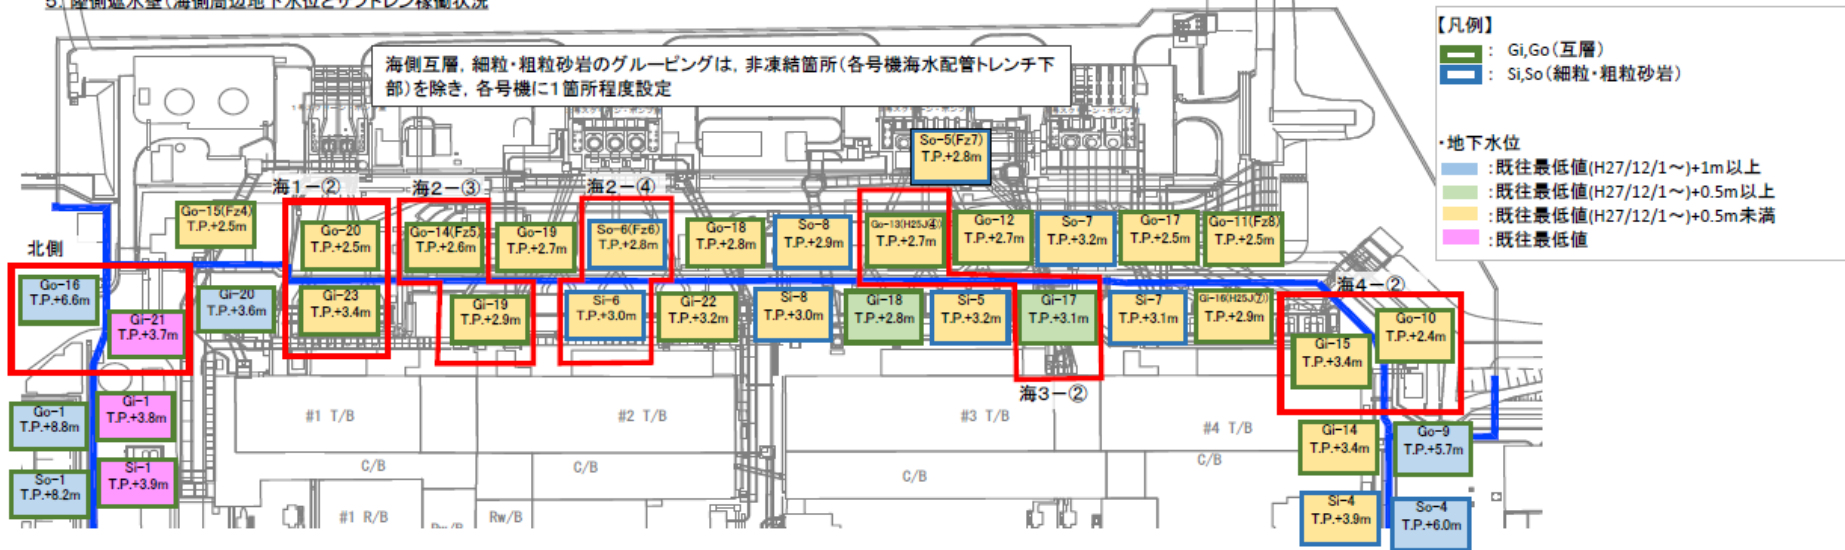 5. 陸側遮水壁(海側周辺地下水位とサブドレン稼働状況
海側互層, 細粒・粗粒砂岩のグルーピングは, 非凍結箇所(各号機海水配管トレンチ下
部)を除き, 各号機に1箇所程度設定
【凡例】
: Gi,Go(互層)
: Si,So(細粒・粗粒砂岩)
・地下水位
:既往最低値(H27/12/1～)+1m以上
:既往最低値(H27/12/1～)+0.5m以上
:既往最低値(H27/12/1～)+0.5m未満
:既往最低値
So-5(Fz7)
T.P.+2.8m
海1-②
海2-③
海2-④
Go-15(Fz4)
T.P.+2.5m
Go-20
T.P.+2.5m
Go-14(Fz5)
T.P.+2.6m
Go-19
T.P.+2.7m
So-6(Fz6)
T.P.+2.8m
Go-18
T.P.+2.8m
So-8
T.P.+2.9m
Go-13(H25J④)
T.P.+2.7m
Go-12
T.P.+2.7m
So-7
T.P.+3.2m
Go-17
T.P.+2.5m
Go-11(Fz8)
T.P.+2.5m
北側
Go-16
T.P.+6.6m
Gi-21
T.P.+3.7m
Gi-20
T.P.+3.6m
Gi-23
T.P.+3.4m
Gi-19
T.P.+2.9m
Si-6
T.P.+3.0m
Gi-22
T.P.+3.2m
Si-8
T.P.+3.0m
Gi-18
T.P.+2.8m
Si-5
T.P.+3.2m
Gi-17
T.P.+3.1m
Si-7
T.P.+3.1m
Gi-16(H25J⑦)
T.P.+2.9m
海4-②
Go-10
T.P.+2.4m
Gi-15
T.P.+3.4m
海3-②
Go-1
T.P.+8.8m
Gi-1
T.P.+3.8m
#1 T/B
#2 T/B
#3 T/B
#4 T/B
Gi-14
T.P.+3.4m
Go-9
T.P.+5.7m
So-1
T.P.+8.2m
Si-1
T.P.+3.9m
C/B
C/B
C/B
C/B
Si-4
T.P.+3.9m
So-4
T.P.+6.0m
#1 R/B
Rw/B
Rw/B